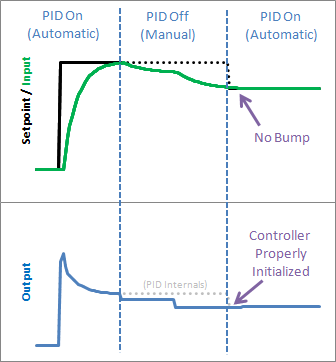 PID On
(Automatic)
PID Off
(Manual)
PID On
(Automatic)
Setpoint / Input
No Bump
Output
(PID Internals)
Controller
Properly
Initialized